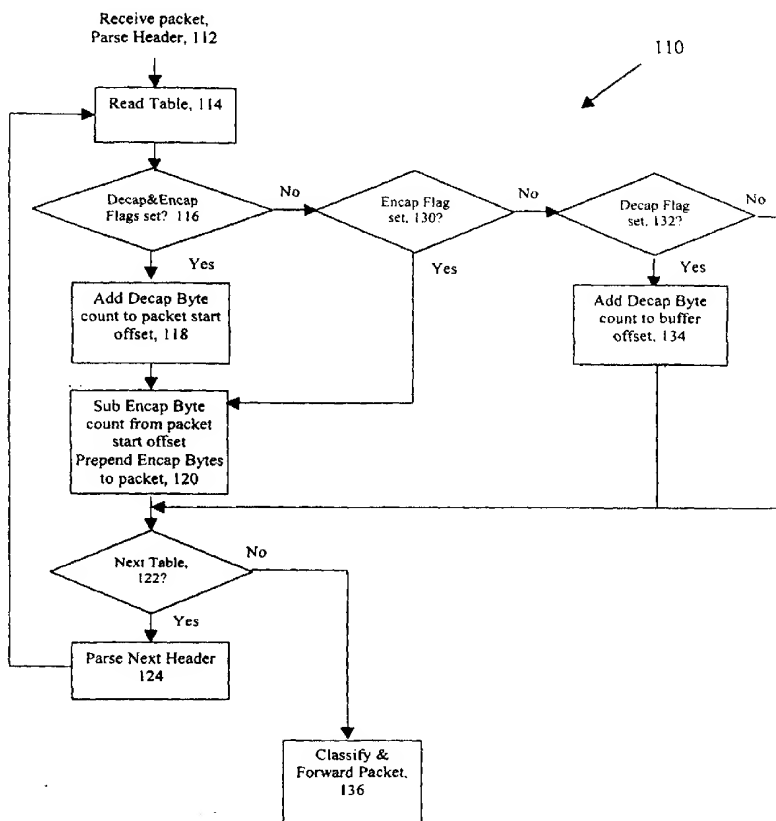 Receive packet,
Parse Header, 112
110
Read Table, 114
Decap&Encap
Flags set? 116
No
Encap Flag
set, 130?
No
Decap Flag
set, 132?
No
Yes
Yes
Yes
Add Decap Byte
count to packet start
offset, 118
Add Decap Byte
count to buffer
offset, 134
Sub Encap Byte
count from packet
start offset
Prepend Encap Bytes
to packet, 120
Next Table,
122?
No
Yes
Parse Next Header
124
Classify &
Forward Packet,
136